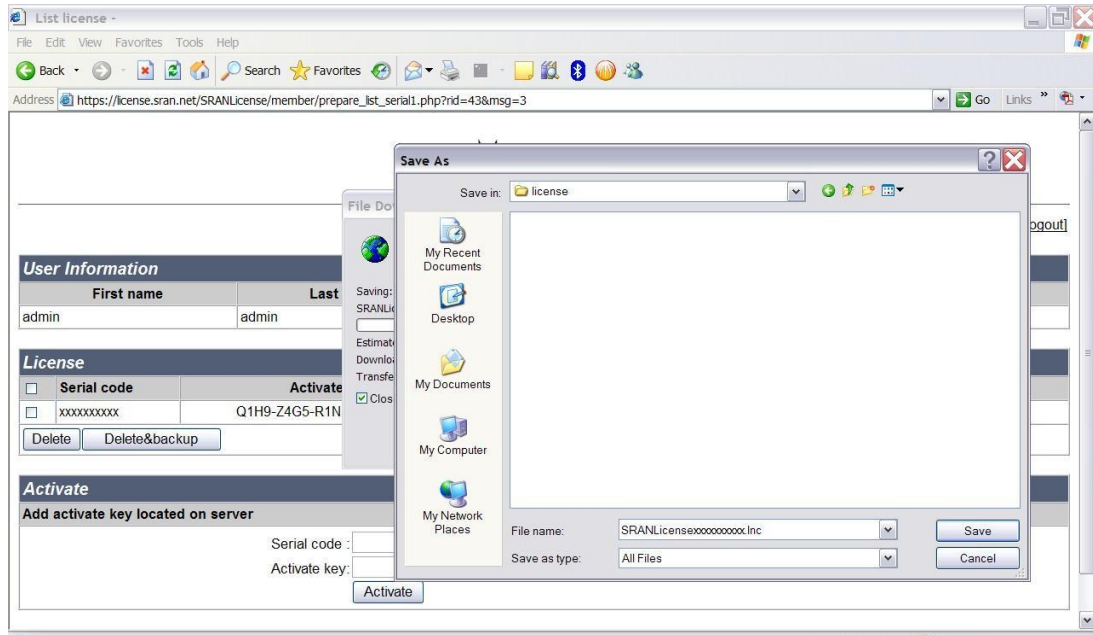 List license -
File Edit View Favorites Tools Help
Back Search Favorites
Address https://license.sran.net/SRANLicense/member/prepare_list_serial1.php?rid=43&msg=3 Go Links »
Save As
Save in: license
File Do
ogout]
My Recent
Documents
User Information
First name Last
Saving:
SRANLi
admin admin
Desktop
Estimat
Downlo
Transfe
License
My Documents
Serial code Activate
Clos
xxxxxxxxxx Q1H9-Z4G5-R1N
Delete Delete&backup
My Computer
Activate
Add activate key located on server
My Network
Places
File name: SRANLicensexxxxxxxxxx.lnc Save
Serial code :
Save as type: All Files Cancel
Activate key:
Activate